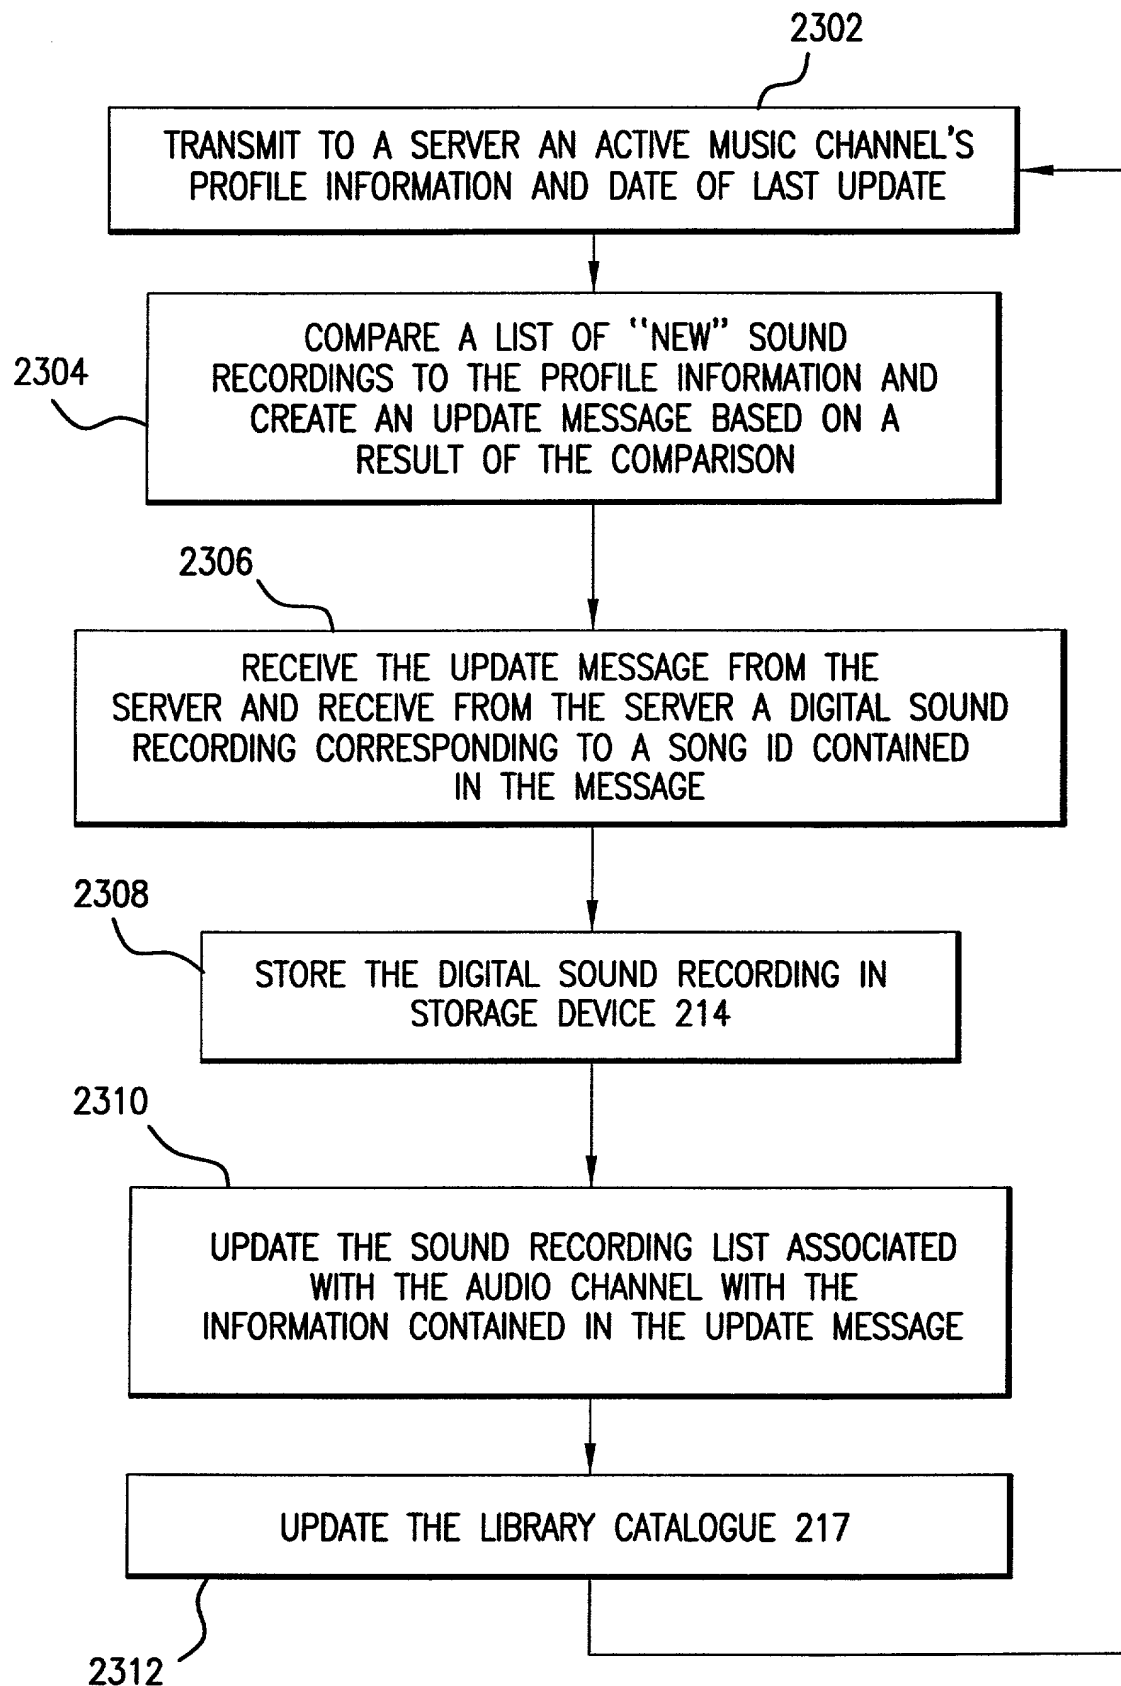 2302
TRANSMIT TO A SERVER AN ACTIVE MUSIC CHANNEL'S
PROFILE INFORMATION AND DATE OF LAST UPDATE
2304
COMPARE A LIST OF "NEW" SOUND
RECORDINGS TO THE PROFILE INFORMATION AND
CREATE AN UPDATE MESSAGE BASED ON A
RESULT OF THE COMPARISON
2306
RECEIVE THE UPDATE MESSAGE FROM THE
SERVER AND RECEIVE FROM THE SERVER A DIGITAL SOUND
RECORDING CORRESPONDING TO A SONG ID CONTAINED
IN THE MESSAGE
2308
STORE THE DIGITAL SOUND RECORDING IN
STORAGE DEVICE 214
2310
UPDATE THE SOUND RECORDING LIST ASSOCIATED
WITH THE AUDIO CHANNEL WITH THE
INFORMATION CONTAINED IN THE UPDATE MESSAGE
UPDATE THE LIBRARY CATALOGUE 217
2312